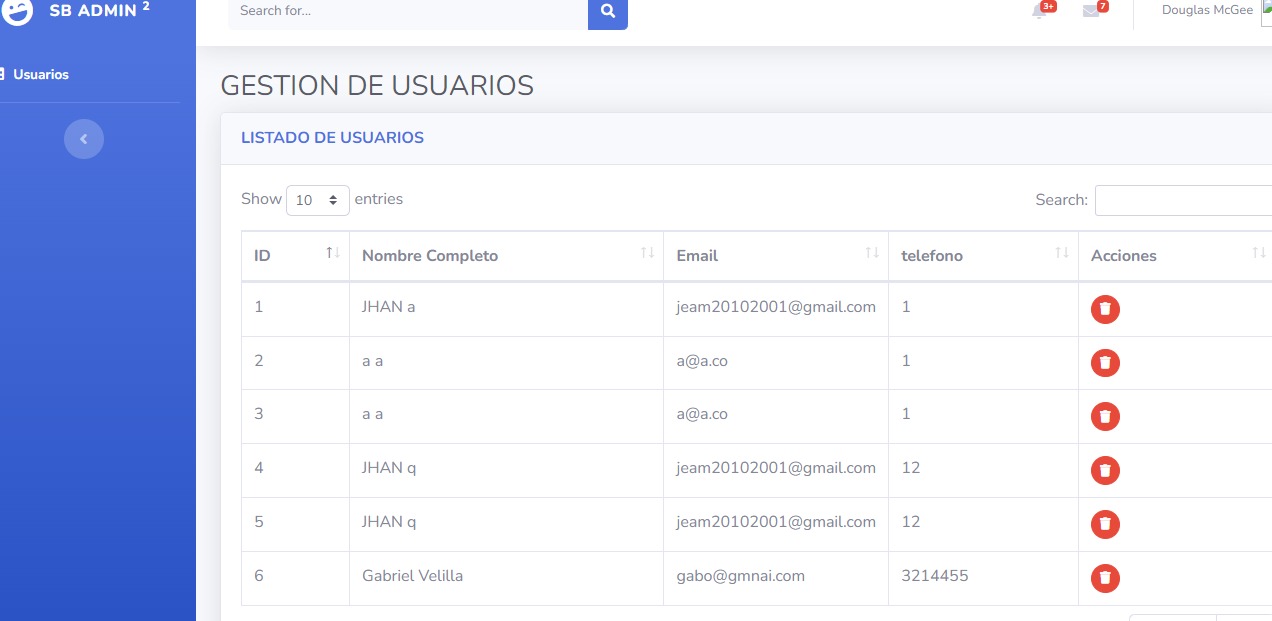 SB ADMIN 2
Search for...
3+
7
Douglas McGee
Usuarios
GESTION DE USUARIOS
LISTADO DE USUARIOS
Show 10 entries
Search:
ID Nombre Completo Email telefono Acciones
1 JHAN a jeam20102001@gmail.com 1
2 a a a@a.co 1
3 a a a@a.co 1
4 JHAN q jeam20102001@gmail.com 12
5 JHAN q jeam20102001@gmail.com 12
6 Gabriel Velilla gabo@gmnai.com 3214455